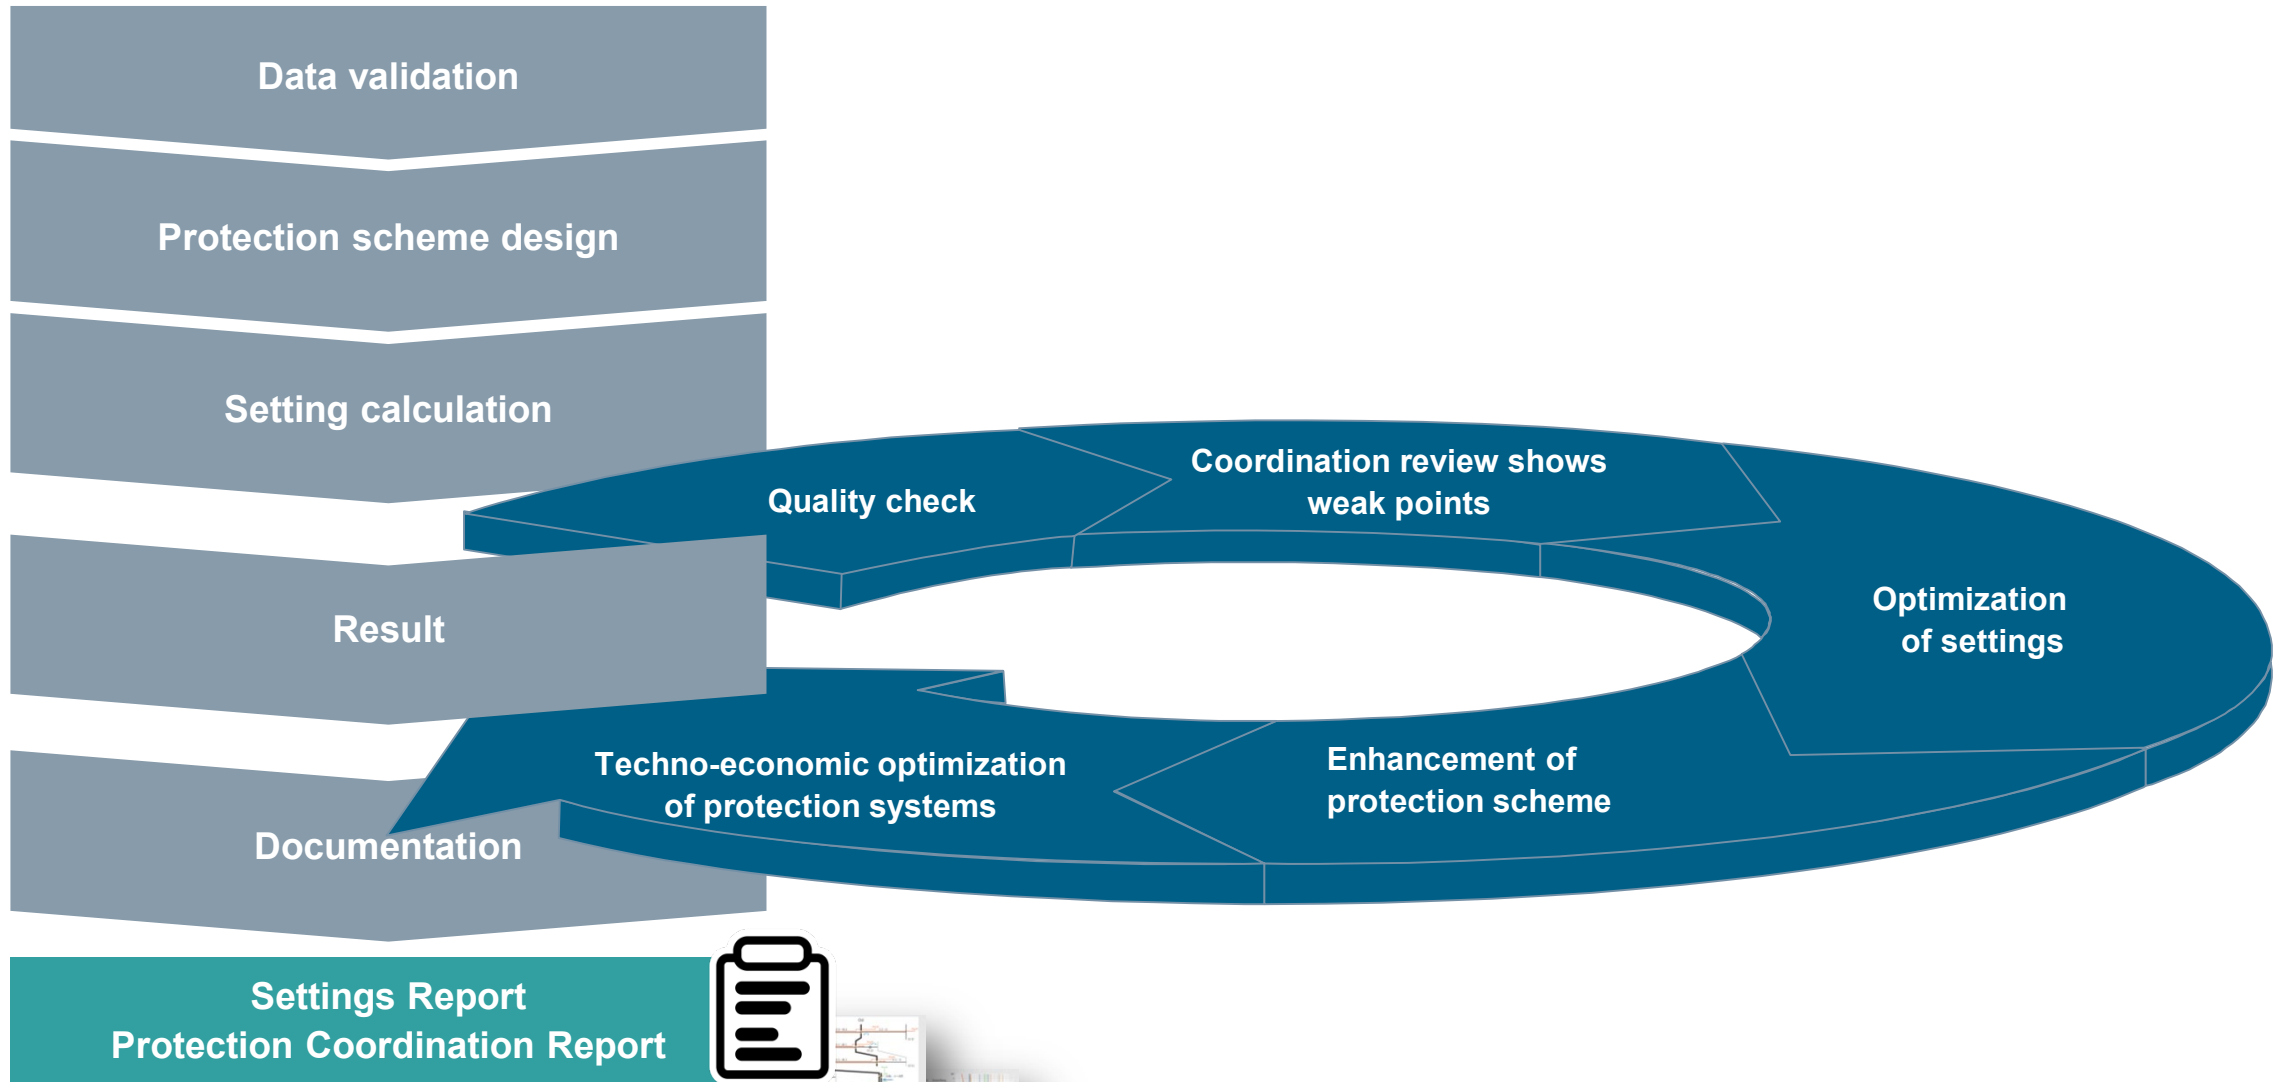 Data validation
Protection scheme design
Setting calculation
Quality check
Coordination review shows
weak points
Optimization
of settings
Result
Enhancement of
protection scheme
Techno-economic optimization
of protection systems
Documentation
Settings Report
Protection Coordination Report